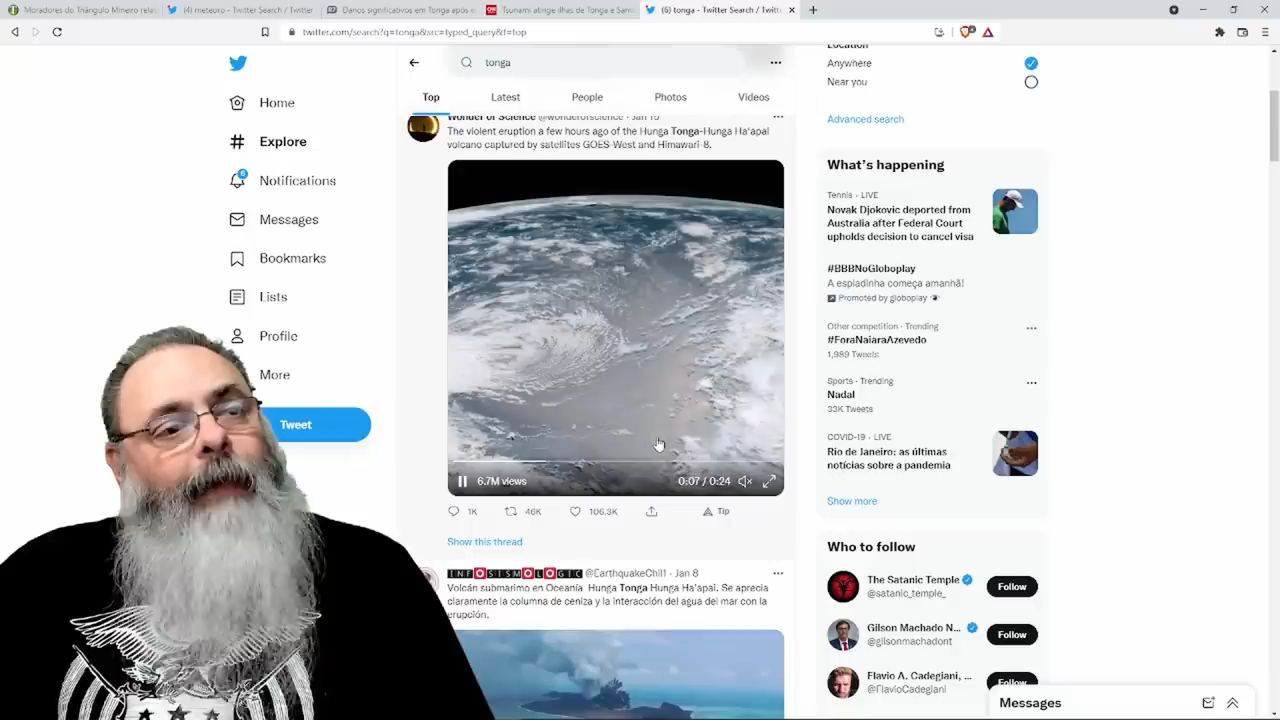 Moradores do Triângulo Mineiro relat
(4) meteoro - Twitter Search / Twitter
Danos significativos em Tonga após e
Tsunami atinge ilhas de Tonga e Sam
(6) tonga - Twitter Search / Twitte
twitter.com/search?q=tonga&src=typed_query&f=top
Home
Explore
6
Notifications
Messages
Bookmarks
Lists
Profile
More
Tweet
tonga
Top
Latest
People
Photos
Videos
Wonder of Science @wonderofscience · Jan 15
The violent eruption a few hours ago of the Hunga Tonga-Hunga Ha'apai
volcano captured by satellites GOES-West and Himawari-8.
6.7M views
0:07 / 0:24
1K
46K
106.3K
Tip
Show this thread
INFOSISMOLOGIC @EarthquakeChil1 · Jan 8
Volcán submarino en Oceanía Hunga Tonga Hunga Ha'apai. Se aprecia
claramente la columna de ceniza y la interacción del agua del mar con la
erupción.
Location
Anywhere
Near you
Advanced search
What's happening
Tennis · LIVE
Novak Djokovic deported from
Australia after Federal Court
upholds decision to cancel visa
#BBBNoGloboplay
A espiadinha começa amanhã!
Promoted by globoplay
Other competition · Trending
#ForaNaiaraAzevedo
1,989 Tweets
Sports · Trending
Nadal
33K Tweets
COVID-19 · LIVE
Rio de Janeiro: as últimas
notícias sobre a pandemia
Show more
Who to follow
The Satanic Temple
@satanic_temple_
Follow
Gilson Machado N...
@gilsonmachadont
Follow
Flavio A. Cadegiani, ...
@FlavioCadegiani
Follow
Messages